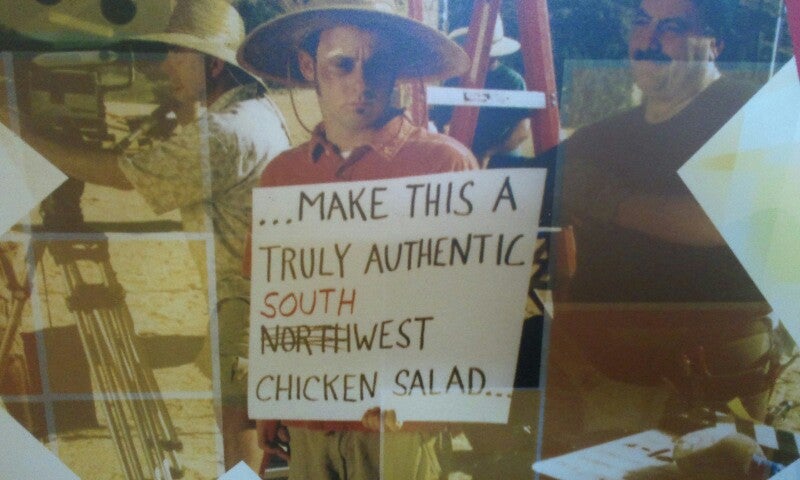 ...MAKE THIS A
TRULY AUTHENTIC
SOUTH
NORTHWEST
CHICKEN SALAD...